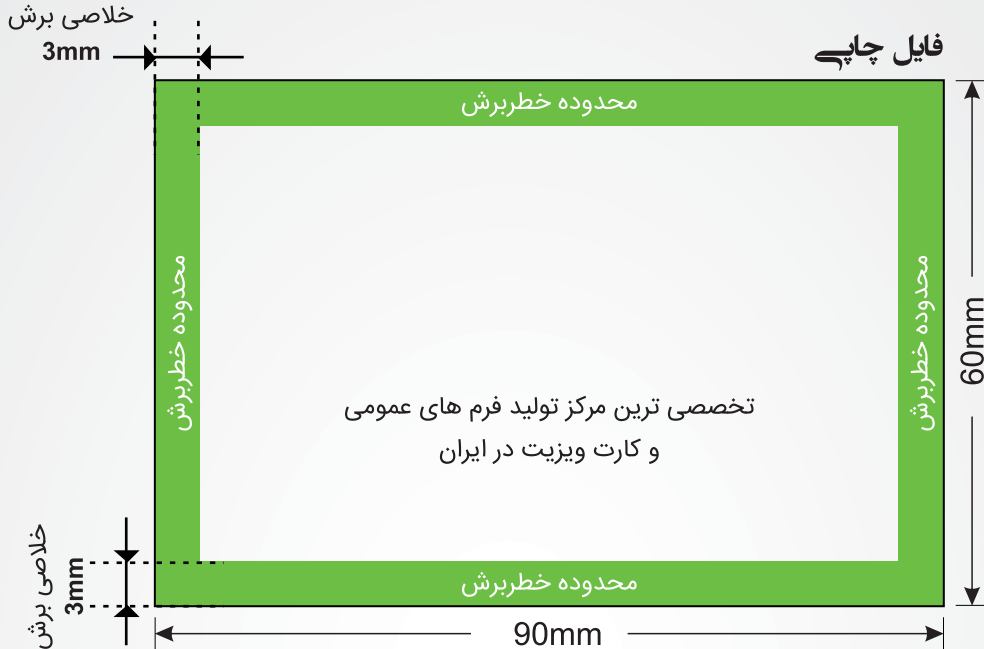 خلاصی برش
3mm
فایل چاپی
محدوده خطربرش
محدوده خطربرش
محدوده خطربرش
60mm
تخصصی ترین مرکز تولید فرم های عمومی
و کارت ویزیت در ایران
خلاصی برش
3mm
محدوده خطربرش
90mm